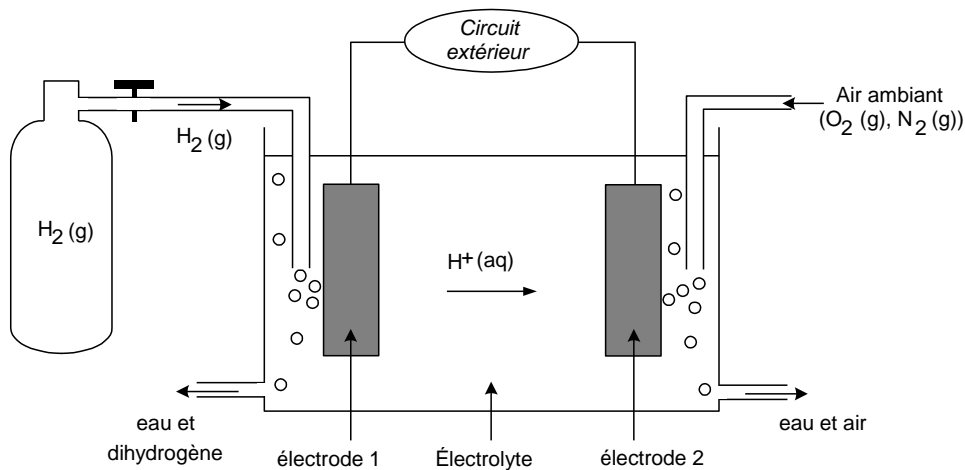 Circuit
extérieur
Air ambiant
(O2 (g), N2 (g))
H2 (g)
H2 (g)
H+ (aq)
eau et
dihydrogène
électrode 1
Électrolyte
électrode 2
eau et air